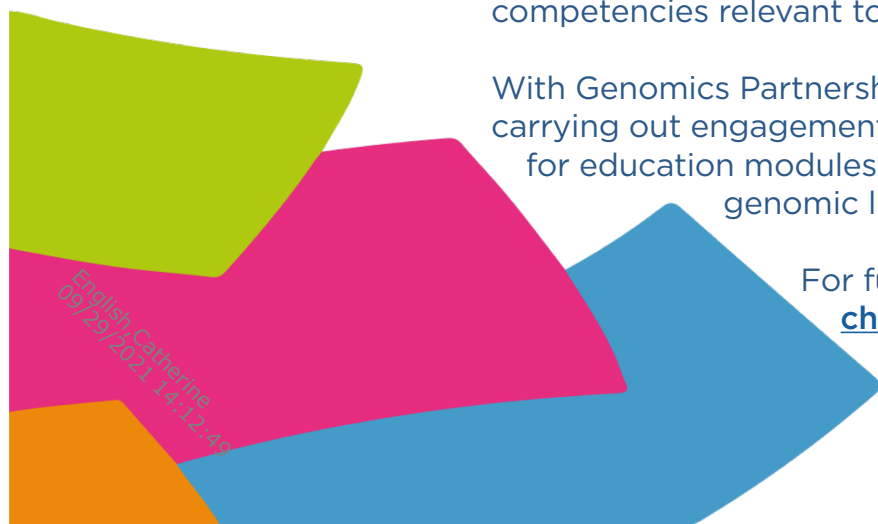 competencies relevant to
With Genomics Partnersh
carrying out engagement
for education modules
genomic l
For fu
ch
English,Catherine
09/29/2021 14:12:49